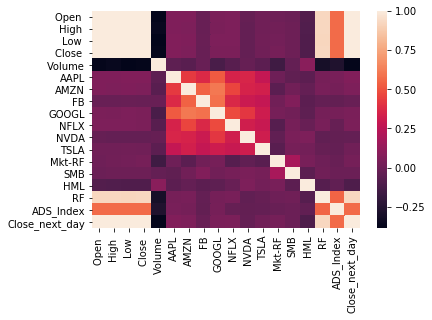 Open
High
Low
Close
Volume
AAPL
AMZN
FB
GOOGL
NFLX
NVDA
TSLA
Mkt-RF
SMB
HML
RF
ADS_Index
Close_next_day
Open
High
Low
Close
Volume
AAPL
AMZN
FB
GOOGL
NFLX
NVDA
TSLA
Mkt-RF
SMB
HML
RF
ADS_Index
Close_next_day
1.00
0.75
0.50
0.25
0.00
−0.25